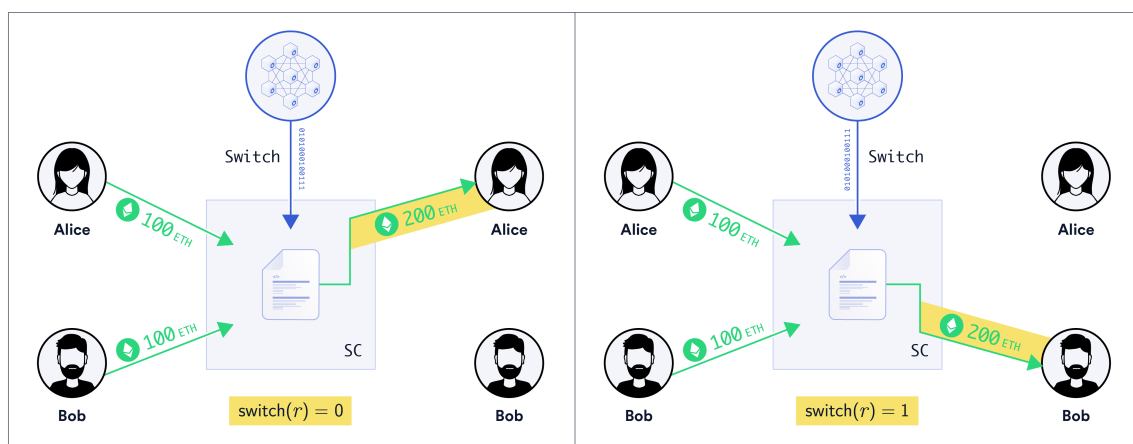 Switch
0101000100111
Alice
100 ETH
200 ETH
Alice
100 ETH
SC
Bob
switch(r) = 0
Bob
Switch
0101000100111
Alice
100 ETH
Alice
100 ETH
200 ETH
SC
Bob
switch(r) = 1
Bob